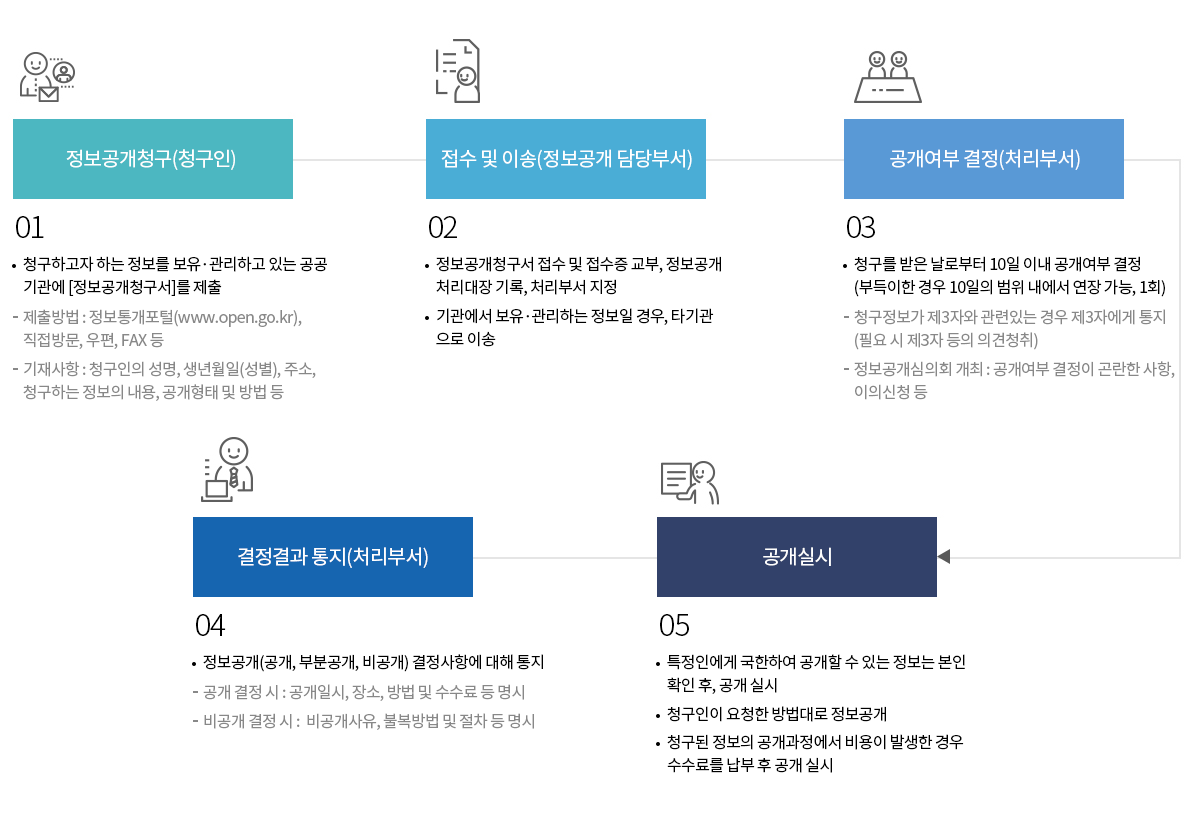 정보공개청구(청구인)
01
• 청구하고자 하는 정보를 보유·관리하고 있는 공공
기관에 [정보공개청구서]를 제출
- 제출방법 : 정보통개포털(www.open.go.kr),
직접방문, 우편, FAX 등
- 기재사항 : 청구인의 성명, 생년월일(성별), 주소,
청구하는 정보의 내용, 공개형태 및 방법 등
접수 및 이송(정보공개 담당부서)
02
• 정보공개청구서 접수 및 접수증 교부, 정보공개
처리대장 기록, 처리부서 지정
• 기관에서 보유·관리하는 정보일 경우, 타기관
으로 이송
공개여부 결정(처리부서)
03
• 청구를 받은 날로부터 10일 이내 공개여부 결정
(부득이한 경우 10일의 범위 내에서 연장 가능, 1회)
- 청구정보가 제3자와 관련있는 경우 제3자에게 통지
(필요 시 제3자 등의 의견청취)
- 정보공개심의회 개최 : 공개여부 결정이 곤란한 사항,
이의신청 등
결정결과 통지(처리부서)
04
• 정보공개(공개, 부분공개, 비공개) 결정사항에 대해 통지
- 공개 결정 시 : 공개일시, 장소, 방법 및 수수료 등 명시
- 비공개 결정 시 : 비공개사유, 불복방법 및 절차 등 명시
공개실시
05
• 특정인에게 국한하여 공개할 수 있는 정보는 본인
확인 후, 공개 실시
• 청구인이 요청한 방법대로 정보공개
• 청구된 정보의 공개과정에서 비용이 발생한 경우
수수료를 납부 후 공개 실시